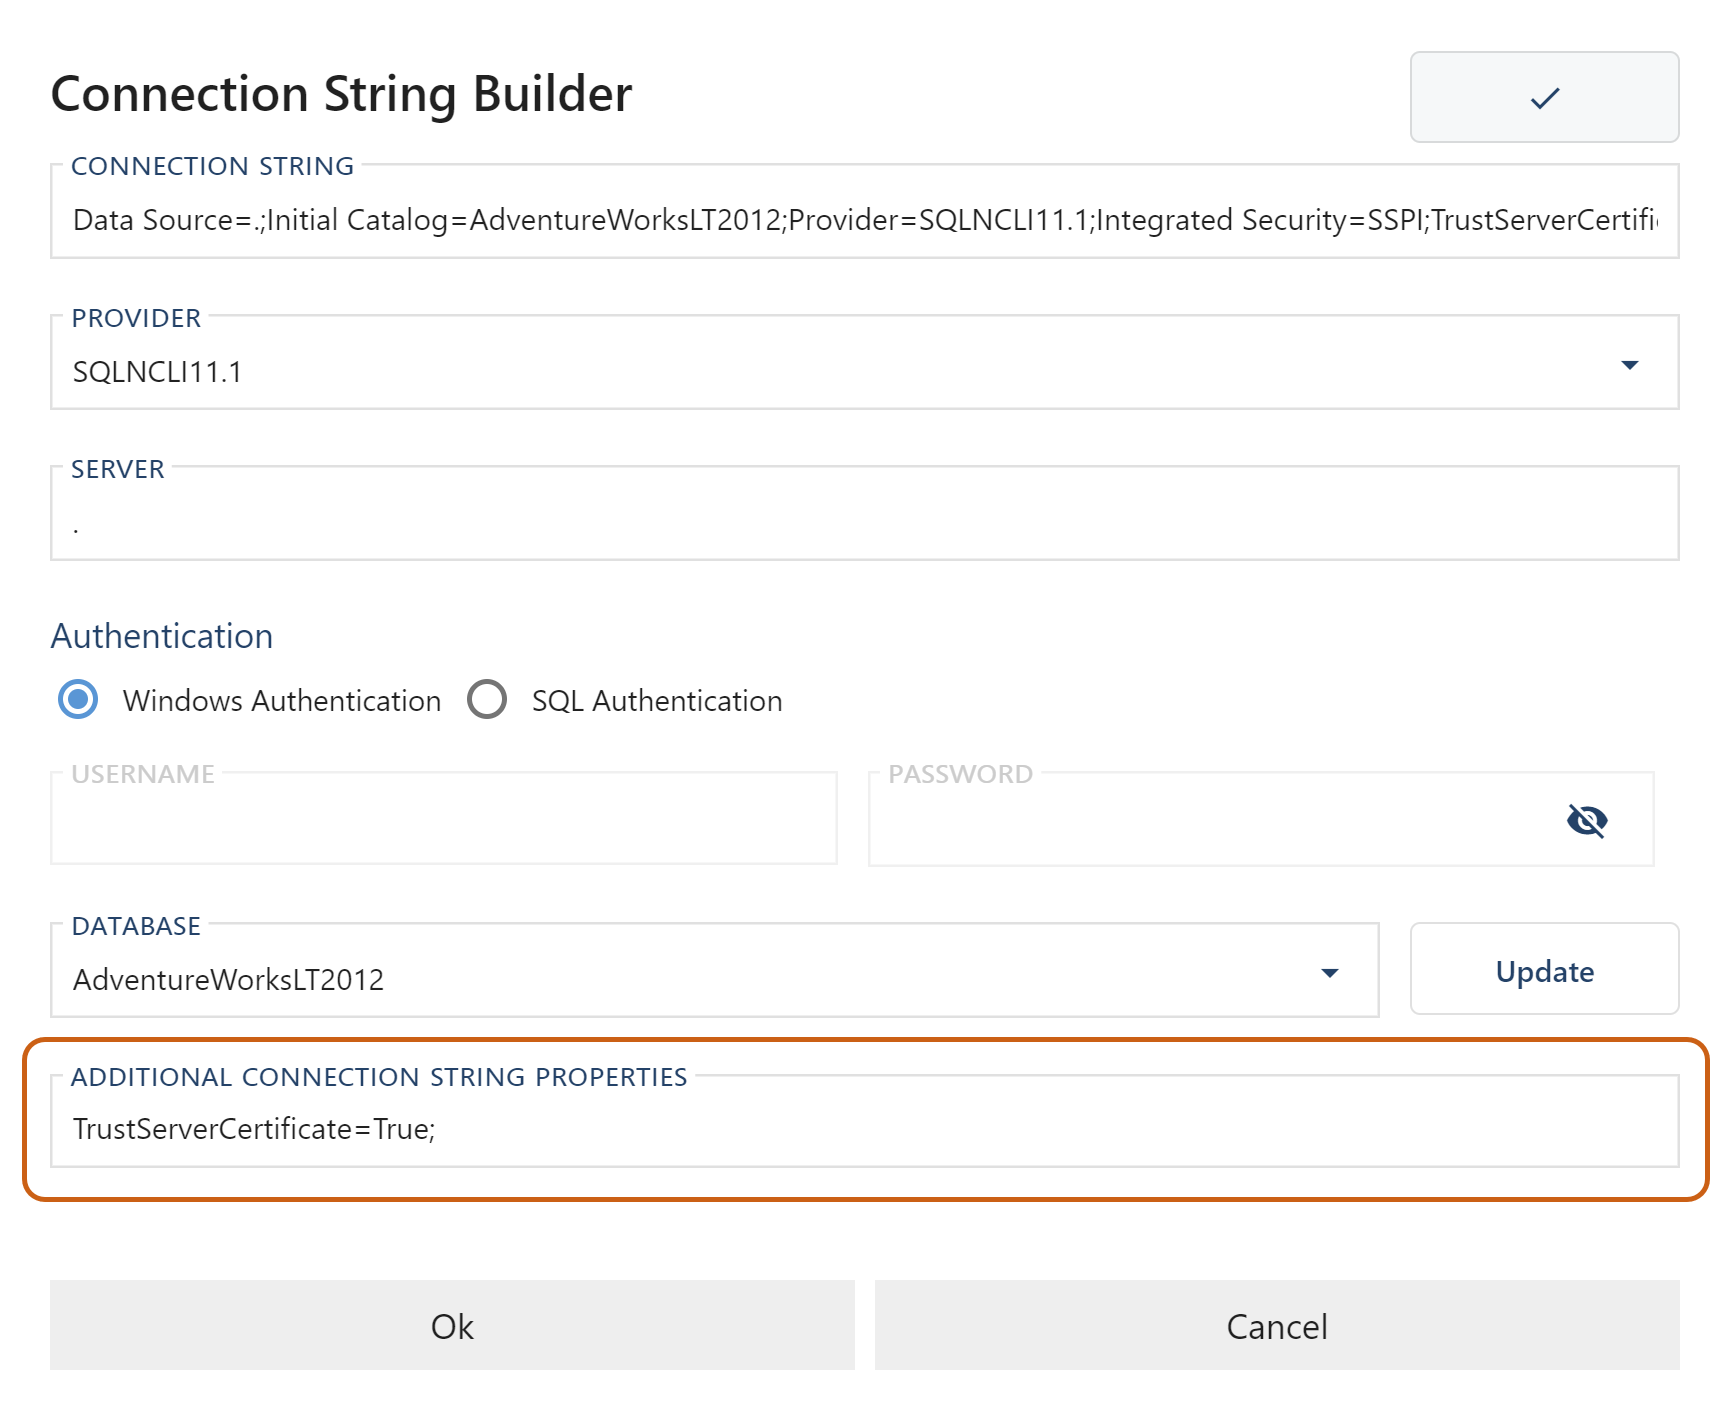 Connection String Builder
CONNECTION STRING
Data Source=.;Initial Catalog=AdventureWorksLT2012;Provider=SQLNCLI11.1;Integrated Security=SSPI;TrustServerCertifi
PROVIDER
SQLNCLI11.1
SERVER
.
Authentication
Windows Authentication SQL Authentication
USERNAME PASSWORD
DATABASE
AdventureWorksLT2012
Update
ADDITIONAL CONNECTION STRING PROPERTIES
TrustServerCertificate=True;
Ok Cancel